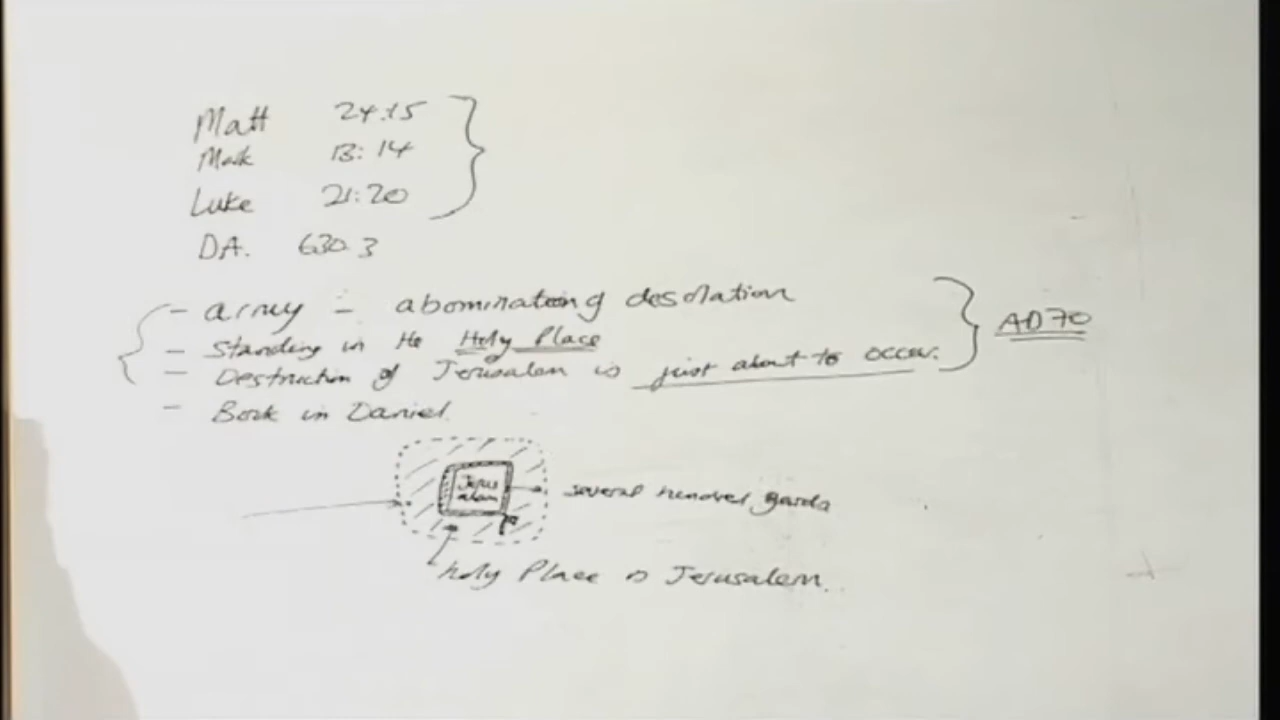 Matt 24:15
Mark 13:14
Luke 21:20
DA. 630.3
- army - abominating desolation
- Standing in the Holy Place
- Destruction of Jerusalem is just about to occur.
AD70
- Book in Daniel.
Jerus
alem
several hundred yards
Holy Place is Jerusalem.